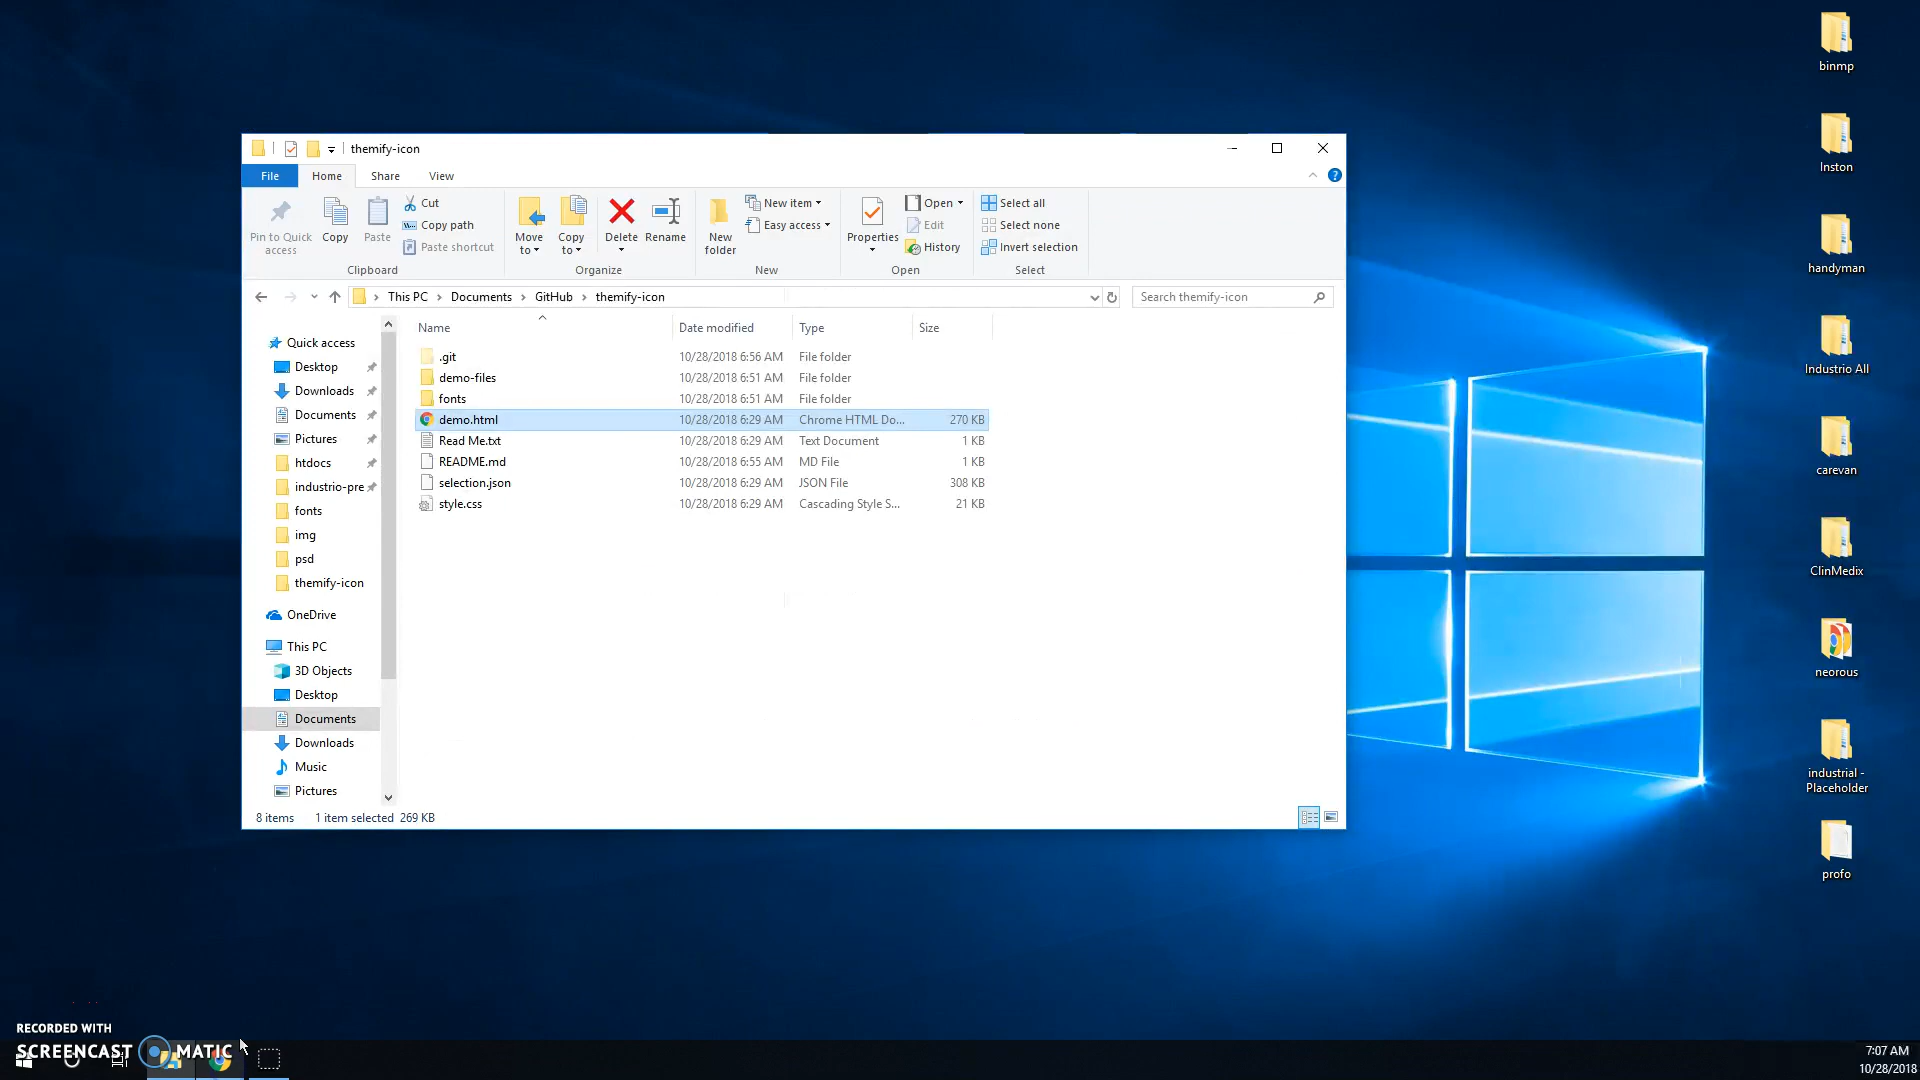 themify-icon
File Home Share View
Pin to Quick access
Copy
Paste
Cut
Copy path
Paste shortcut
Clipboard
Move to
Copy to
Delete
Rename
Organize
New folder
New item
Easy access
New
Properties
Open
Edit
History
Open
Select all
Select none
Invert selection
Select
This PC Documents GitHub themify-icon
Search themify-icon
Name Date modified Type Size
.git 10/28/2018 6:56 AM File folder
demo-files 10/28/2018 6:51 AM File folder
fonts 10/28/2018 6:51 AM File folder
demo.html 10/28/2018 6:29 AM Chrome HTML Do... 270 KB
Read Me.txt 10/28/2018 6:29 AM Text Document 1 KB
README.md 10/28/2018 6:55 AM MD File 1 KB
selection.json 10/28/2018 6:29 AM JSON File 308 KB
style.css 10/28/2018 6:29 AM Cascading Style S... 21 KB
Quick access
Desktop
Downloads
Documents
Pictures
htdocs
industrio-pre
fonts
img
psd
themify-icon
OneDrive
This PC
3D Objects
Desktop
Documents
Downloads
Music
Pictures
8 items 1 item selected 269 KB
binmp
Inston
handyman
Industrio All
carevan
ClinMedix
neorous
industrial -
Placeholder
profo
RECORDED WITH
SCREENCAST MATIC
7:07 AM
10/28/2018